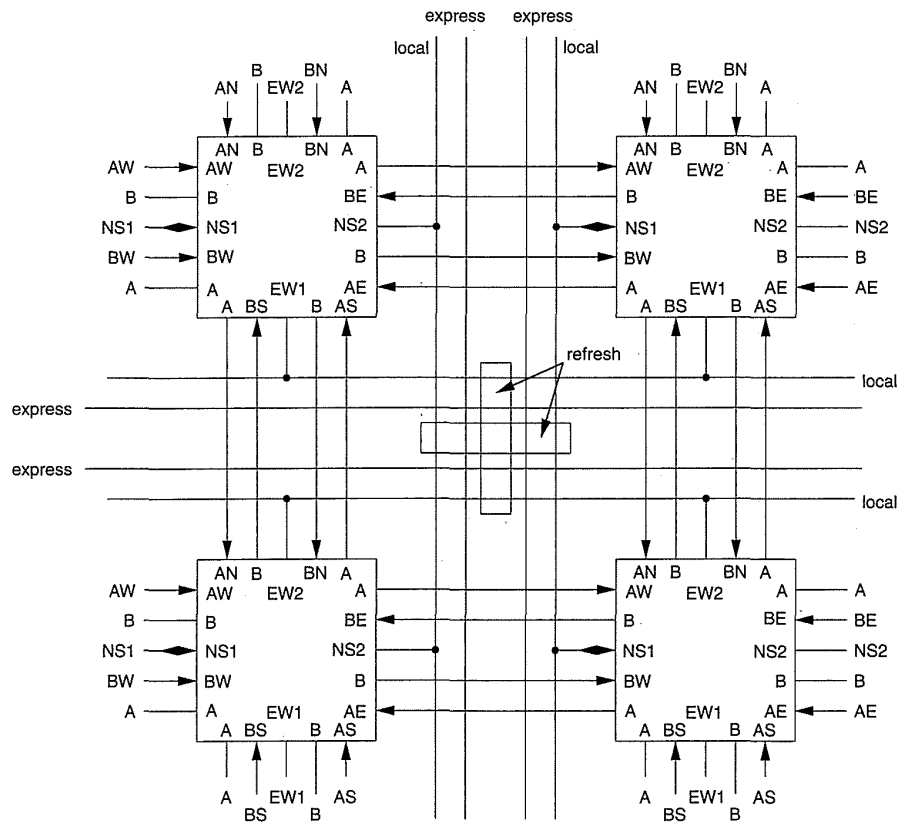 express express
local local
B BN B BN
AN EW2 A AN EW2 A
AN B BN A AN B BN A
AW AW EW2 A AW EW2 A A
B B BE B BE BE
NS1 NS1 NS2 NS1 NS2 NS2
BW BW B BW B B
A A EW1 AE A EW1 AE AE
A BS B AS A BS B AS
refresh
local
express
express
local
AN B BN A AN B BN A
AW AW EW2 A AW EW2 A A
B B BE B BE BE
NS1 NS1 NS2 NS1 NS2 NS2
BW BW B BW B B
A A EW1 AE A EW1 AE AE
A BS B AS A BS B AS
A EW1 AS A EW1 AS
BS B BS B